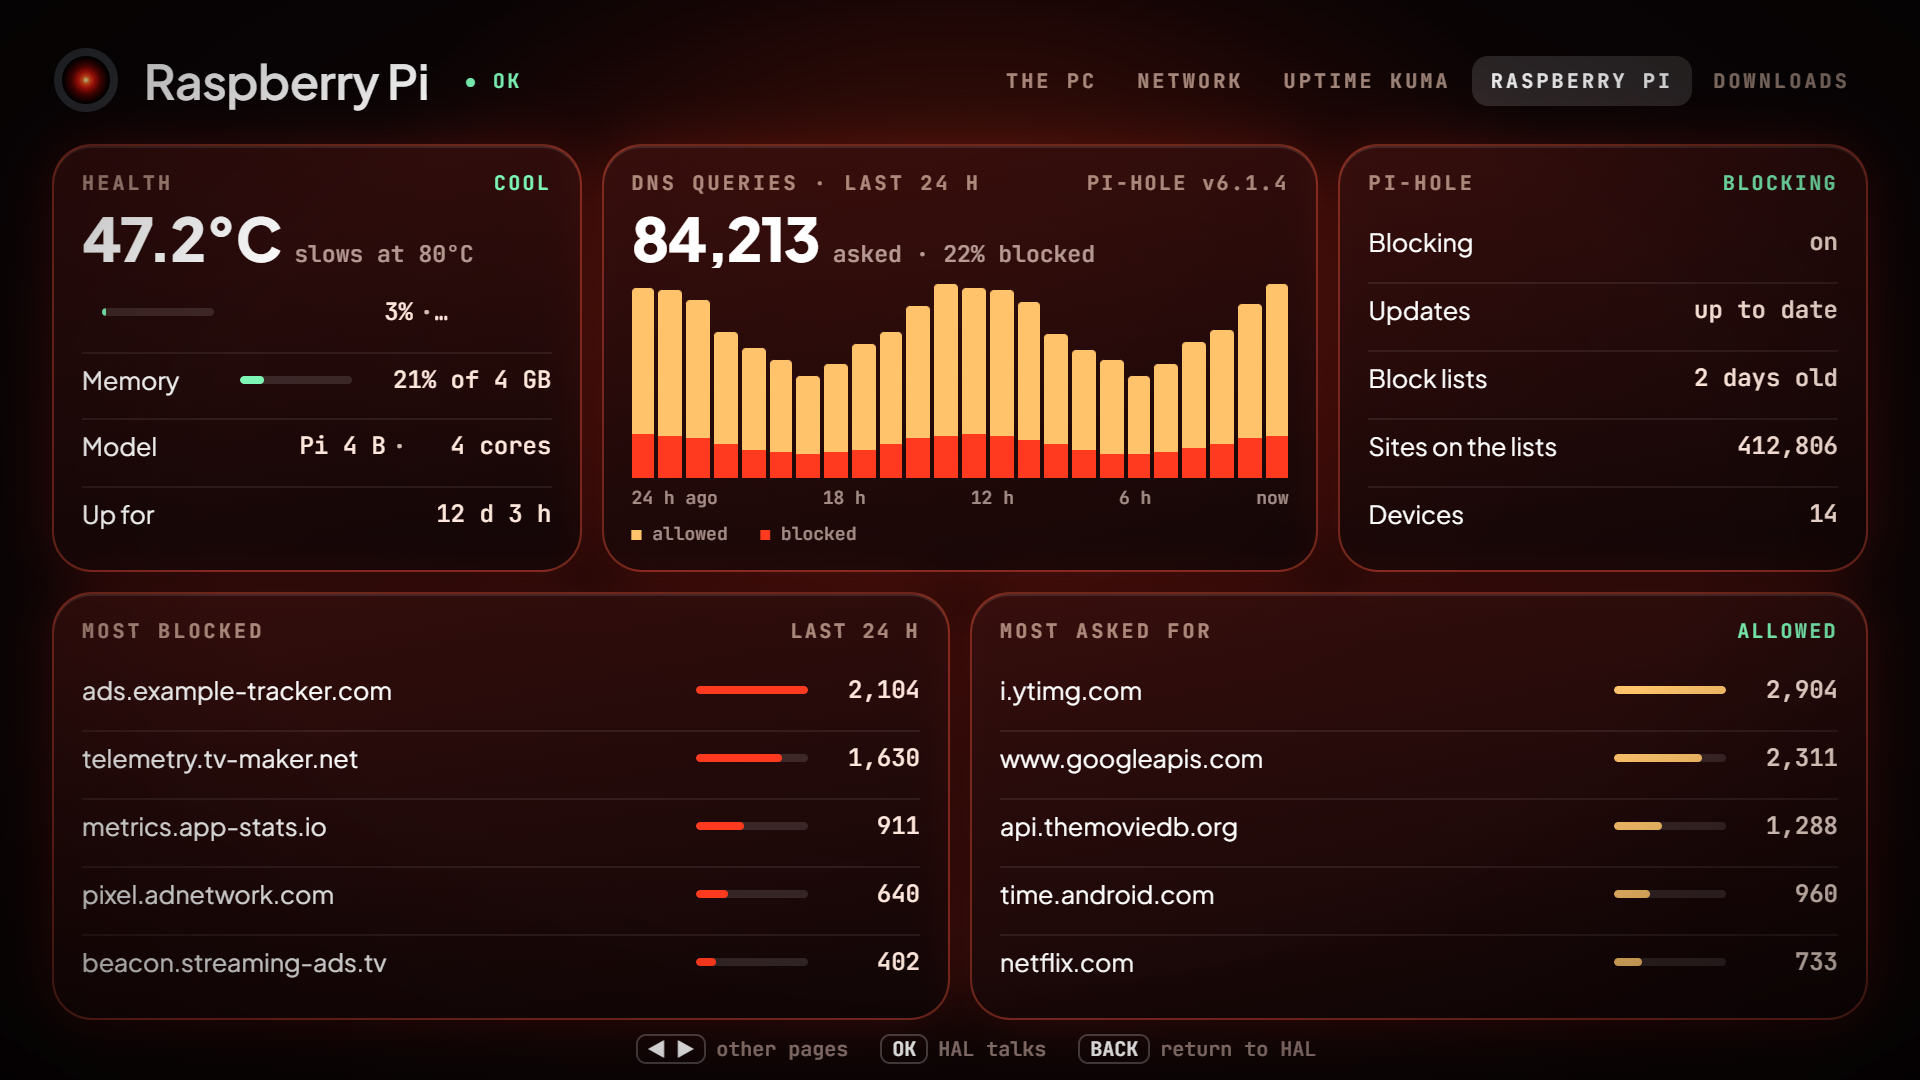 Raspberry Pi
• OK
THE PC
NETWORK
UPTIME KUMA
RASPBERRY PI
DOWNLOADS
HEALTH
COOL
47.2°C slows at 80°C
3% ·…
Memory
21% of 4 GB
Model
Pi 4 B · 4 cores
Up for
12 d 3 h
DNS QUERIES · LAST 24 H
PI-HOLE v6.1.4
84,213 asked · 22% blocked
24 h ago
18 h
12 h
6 h
now
allowed
blocked
PI-HOLE
BLOCKING
Blocking
on
Updates
up to date
Block lists
2 days old
Sites on the lists
412,806
Devices
14
MOST BLOCKED
LAST 24 H
ads.example-tracker.com
2,104
telemetry.tv-maker.net
1,630
metrics.app-stats.io
911
pixel.adnetwork.com
640
beacon.streaming-ads.tv
402
MOST ASKED FOR
ALLOWED
i.ytimg.com
2,904
www.googleapis.com
2,311
api.themoviedb.org
1,288
time.android.com
960
netflix.com
733
◀ ▶ other pages
OK HAL talks
BACK return to HAL